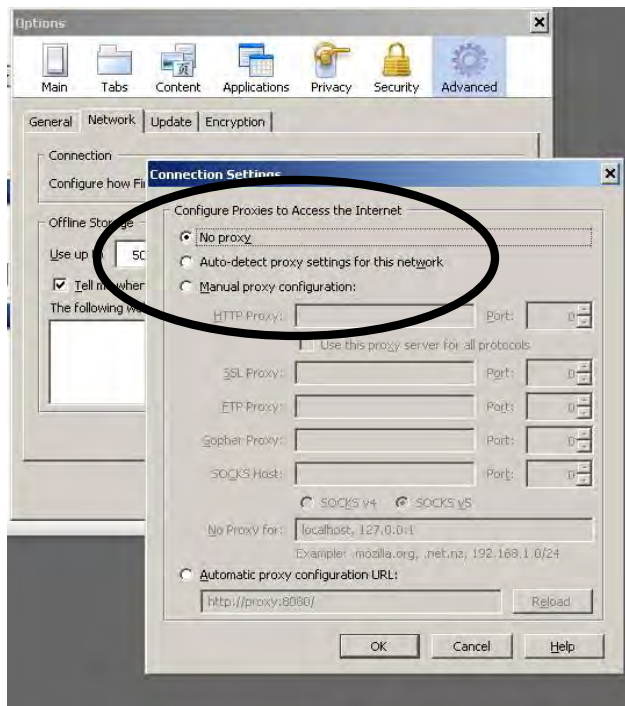 Options
Main Tabs Content Applications Privacy Security Advanced
General Network Update Encryption
Connection
Configure how Fi
Offline Storage
Use up to 50
Tell me when
The following we
Connection Settings
Configure Proxies to Access the Internet
No proxy
Auto-detect proxy settings for this network
Manual proxy configuration:
HTTP Proxy: Port: 0
Use this proxy server for all protocols
SSL Proxy: Port: 0
FTP Proxy: Port: 0
Gopher Proxy: Port: 0
SOCKS Host: Port: 0
SOCKS v4 SOCKS v5
No Proxy for: localhost, 127.0.0.1
Example: .mozilla.org, .net.nz, 192.168.1.0/24
Automatic proxy configuration URL:
http://proxy:8080/ Reload
OK Cancel Help